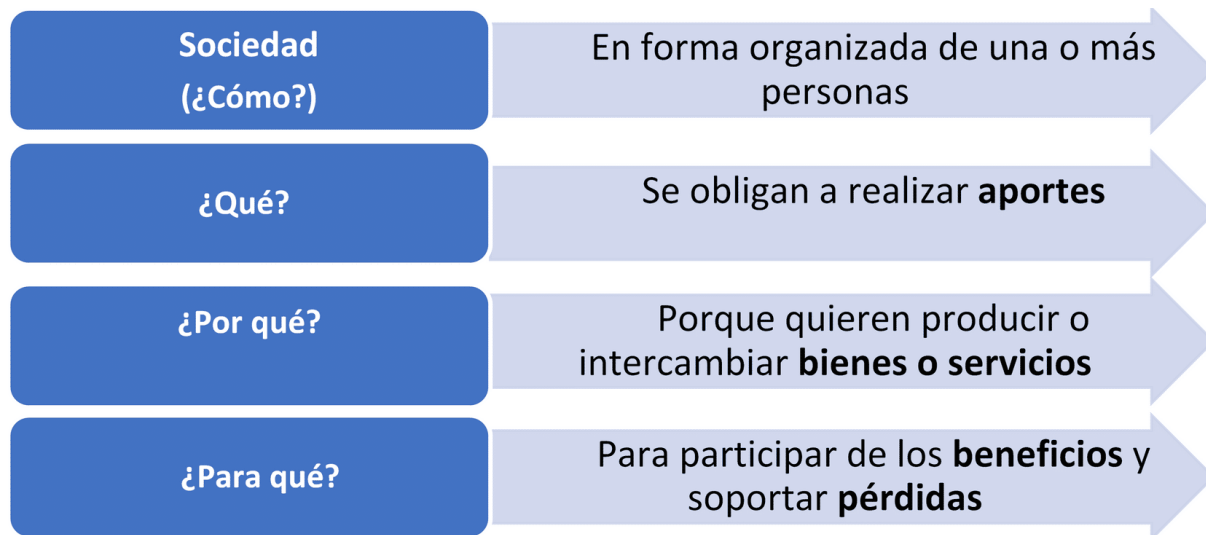 Sociedad
(¿Cómo?)
En forma organizada de una o más
personas
¿Qué?
Se obligan a realizar aportes
¿Por qué?
Porque quieren producir o
intercambiar bienes o servicios
¿Para qué?
Para participar de los beneficios y
soportar pérdidas